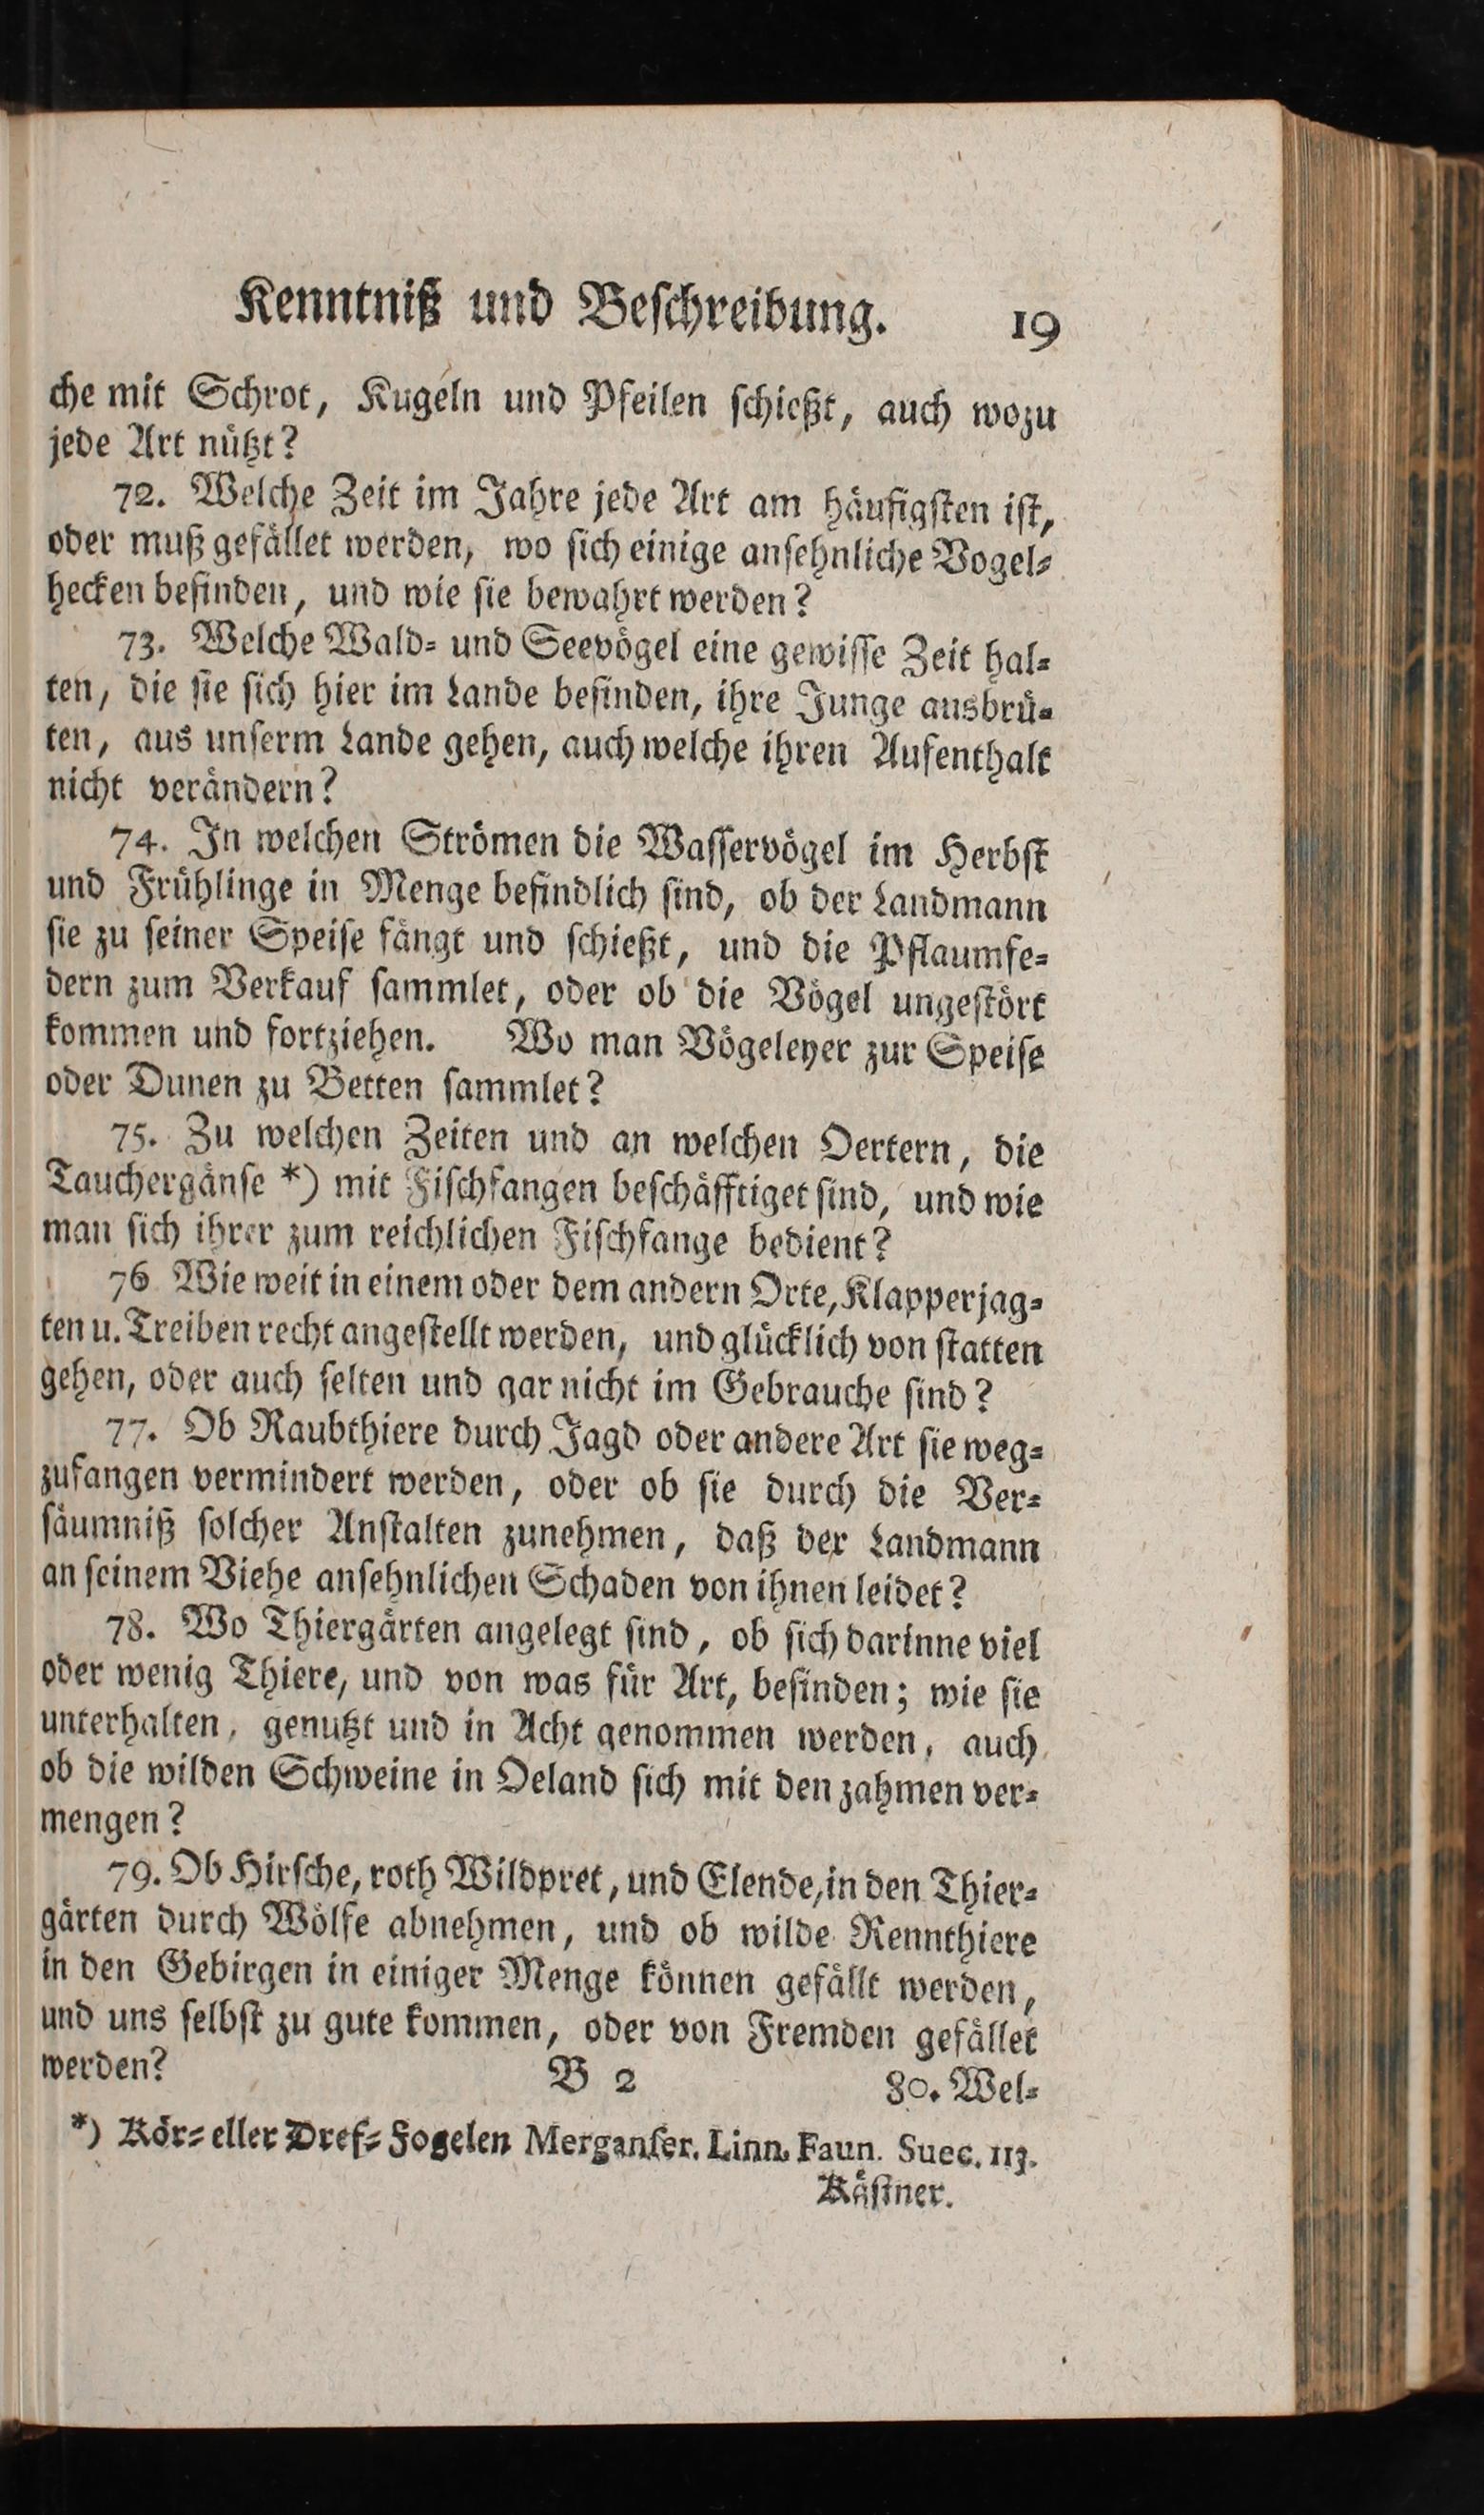 Kenntniß und Beſchreibung. 19
che mit Schrot, Kugeln und Pfeilen ſchießt, auch wozu
jede Art nützt?
72. Welche Zeit im Jahre jede Art am häufigſten iſt,
oder muß gefället werden, wo ſich einige anſehnliche Vogel-
hecken befinden, und wie ſie bewahrt werden?
73. Welche Wald- und Seevögel eine gewiſſe Zeit hal-
ten, die ſie ſich hier im Lande befinden, ihre Junge ausbrü-
ten, aus unſerm Lande gehen, auch welche ihren Aufenthalt
nicht verändern?
74. In welchen Strömen die Waſſervögel im Herbſt
und Frühlinge in Menge befindlich ſind, ob der Landmann
ſie zu ſeiner Speiſe fängt und ſchießt, und die Pflaumfe-
dern zum Verkauf ſammlet, oder ob die Vögel ungeſtört
kommen und fortziehen. Wo man Vögeleyer zur Speiſe
oder Dunen zu Betten ſammlet?
75. Zu welchen Zeiten und an welchen Oertern, die
Tauchergänſe *) mit Fiſchfangen beſchäfftiget ſind, und wie
man ſich ihrer zum reichlichen Fiſchfange bedient?
76 Wie weit in einem oder dem andern Orte, Klapperjag-
ten u. Treiben recht angeſtellt werden, und glücklich von ſtatten
gehen, oder auch ſelten und gar nicht im Gebrauche ſind?
77. Ob Raubthiere durch Jagd oder andere Art ſie weg-
zufangen vermindert werden, oder ob ſie durch die Ver-
ſäumniß ſolcher Anſtalten zunehmen, daß der Landmann
an ſeinem Viehe anſehnlichen Schaden von ihnen leidet?
78. Wo Thiergärten angelegt ſind, ob ſich darinne viel
oder wenig Thiere, und von was für Art, befinden; wie ſie
unterhalten, genutzt und in Acht genommen werden, auch
ob die wilden Schweine in Oeland ſich mit den zahmen ver-
mengen?
79. Ob Hirſche, roth Wildpret, und Elende, in den Thier-
gärten durch Wölfe abnehmen, und ob wilde Rennthiere
in den Gebirgen in einiger Menge können gefällt werden,
und uns ſelbſt zu gute kommen, oder von Fremden gefället
werden?
B 2 80. Wel-
*) Kör- eller Dref- Fogelen Merganſer. Linn. Faun. Suec. 113.
Käſtner.